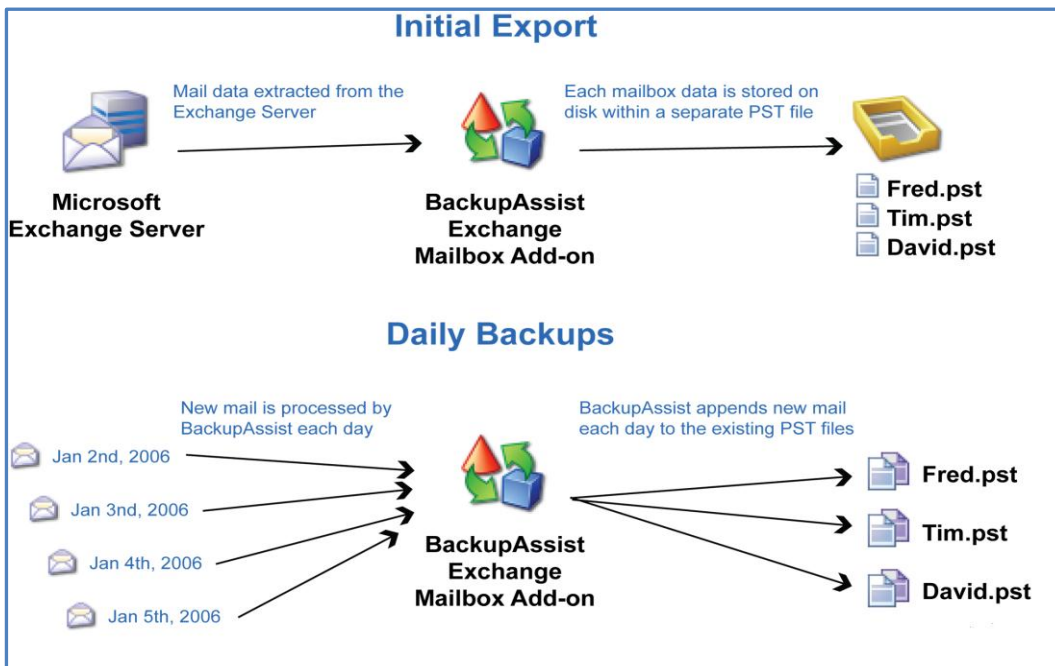 Initial Export
Mail data extracted from the
Exchange Server
Each mailbox data is stored on
disk within a separate PST file
Microsoft
Exchange Server
BackupAssist
Exchange
Mailbox Add-on
Fred.pst
Tim.pst
David.pst
Daily Backups
New mail is processed by
BackupAssist each day
BackupAssist appends new mail
each day to the existing PST files
Jan 2nd, 2006
Jan 3nd, 2006
Jan 4th, 2006
Jan 5th, 2006
BackupAssist
Exchange
Mailbox Add-on
Fred.pst
Tim.pst
David.pst